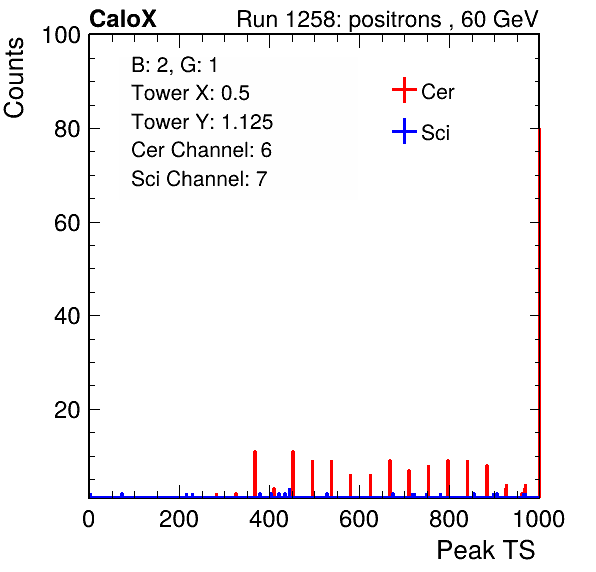 CaloX Run 1258: positrons , 60 GeV
Counts
100
80
60
40
20
B: 2, G: 1
Tower X: 0.5
Tower Y: 1.125
Cer Channel: 6
Sci Channel: 7
Cer
Sci
0 200 400 600 800 1000
Peak TS